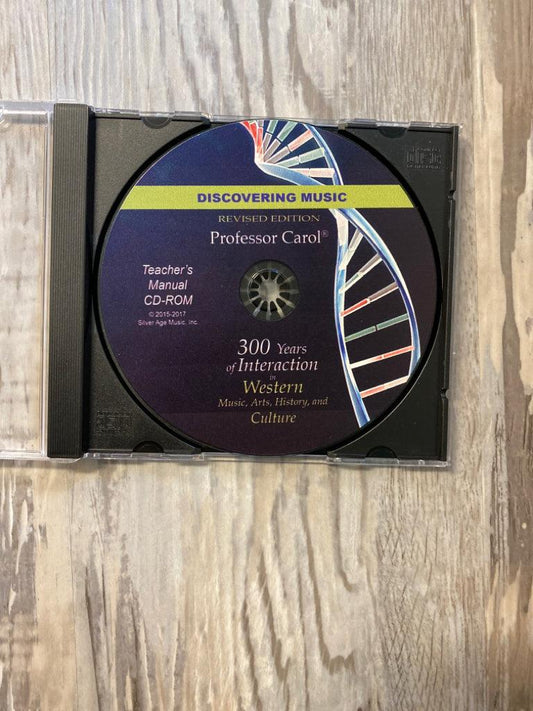 DISCOVERING MUSIC
REVISED EDITION
Professor Carol®
Teacher's
Manual
CD-ROM
© 2015-2017
Silver Age Music, Inc.
300 Years
of Interaction
in
Western
Music, Arts, History, and
Culture